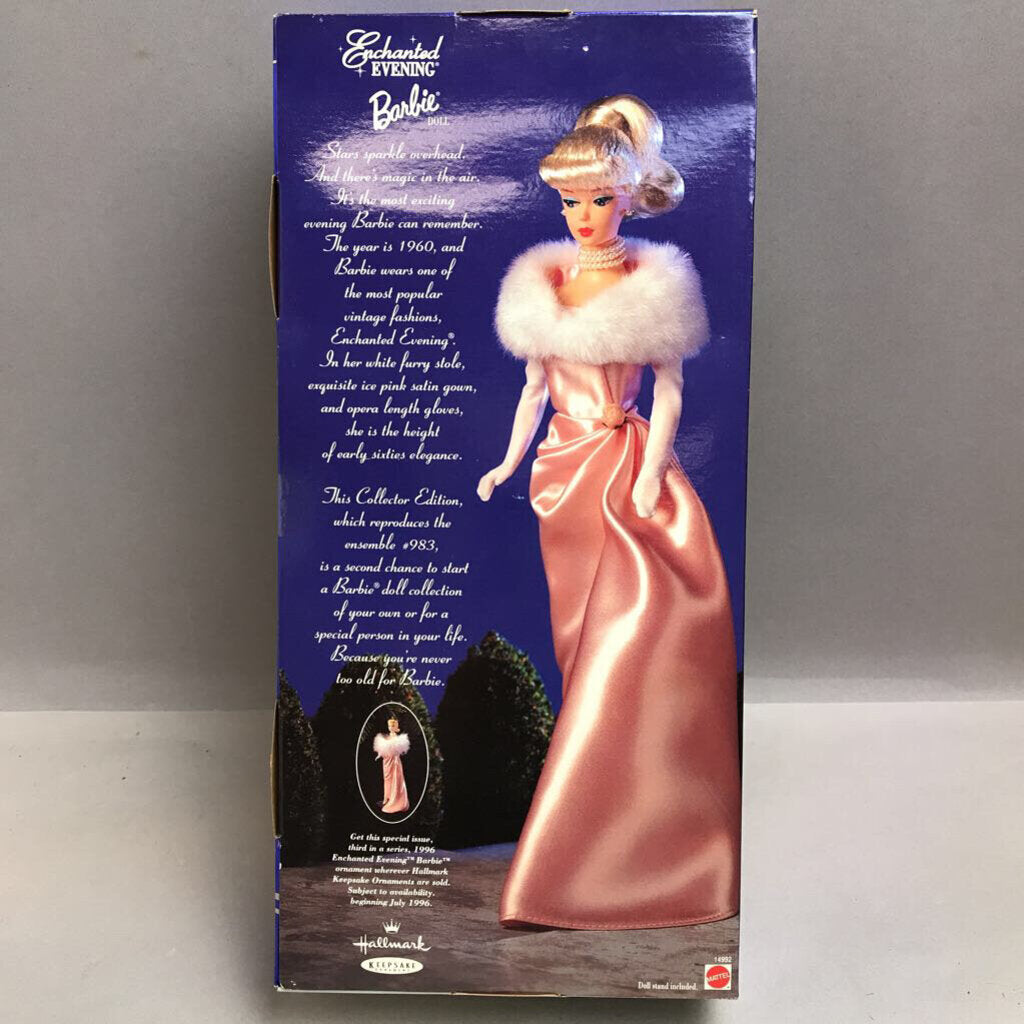 Enchanted
EVENING®
Barbie®
DOLL
Stars sparkle overhead.
And there's magic in the air.
It's the most exciting
evening Barbie can remember.
The year is 1960, and
Barbie wears one of
the most popular
vintage fashions,
Enchanted Evening®.
In her white furry stole,
exquisite ice pink satin gown,
and opera length gloves,
she is the height
of early sixties elegance.
This Collector Edition,
which reproduces the
ensemble #983,
is a second chance to start
a Barbie® doll collection
of your own or for a
special person in your life.
Because you're never
too old for Barbie.
Get this special issue,
third in a series, 1996
Enchanted Evening™ Barbie™
ornament wherever Hallmark
Keepsake Ornaments are sold.
Subject to availability,
beginning July 1996.
Hallmark
KEEPSAKE
ORNAMENT
14992
MATTEL
Doll stand included.